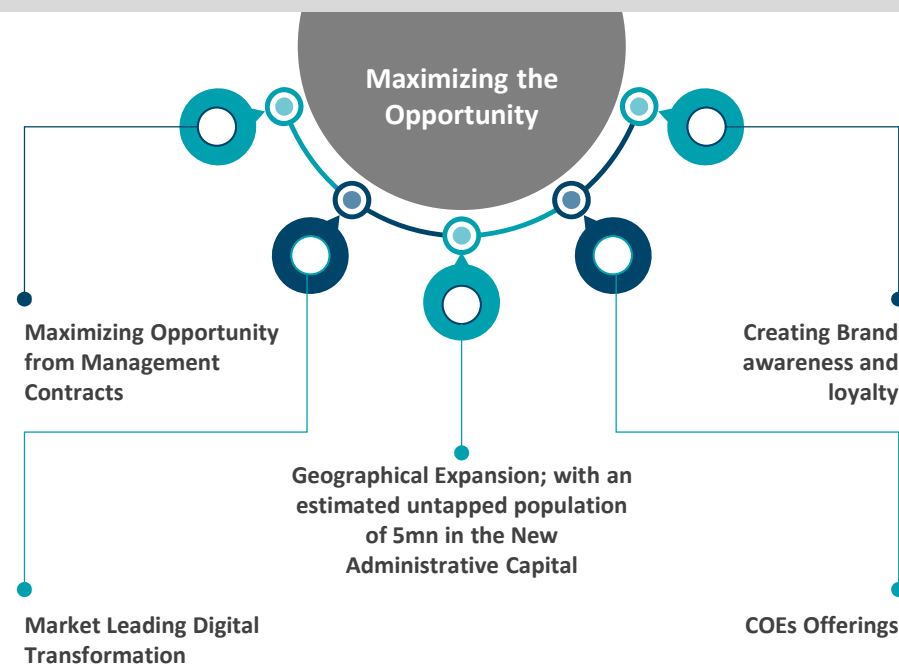 Maximizing the
Opportunity
Maximizing Opportunity
from Management
Contracts
Creating Brand
awareness and
loyalty
Geographical Expansion; with an
estimated untapped population
of 5mn in the New
Administrative Capital
Market Leading Digital
Transformation
COEs Offerings